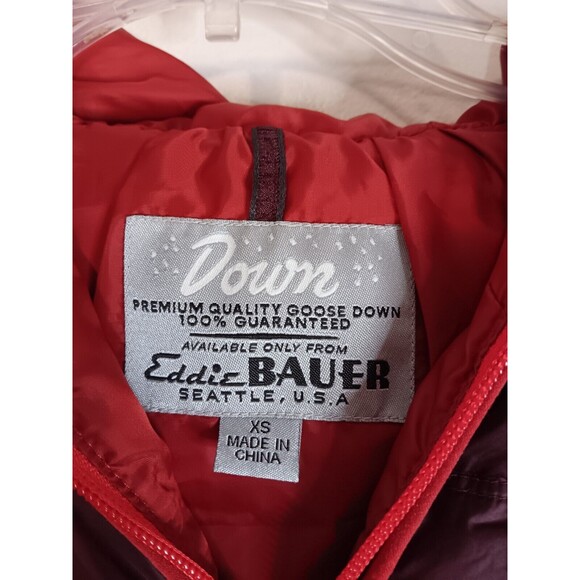 Down
PREMIUM QUALITY GOOSE DOWN
100% GUARANTEED
AVAILABLE ONLY FROM
Eddie BAUER
SEATTLE, U.S.A
XS
MADE IN
CHINA